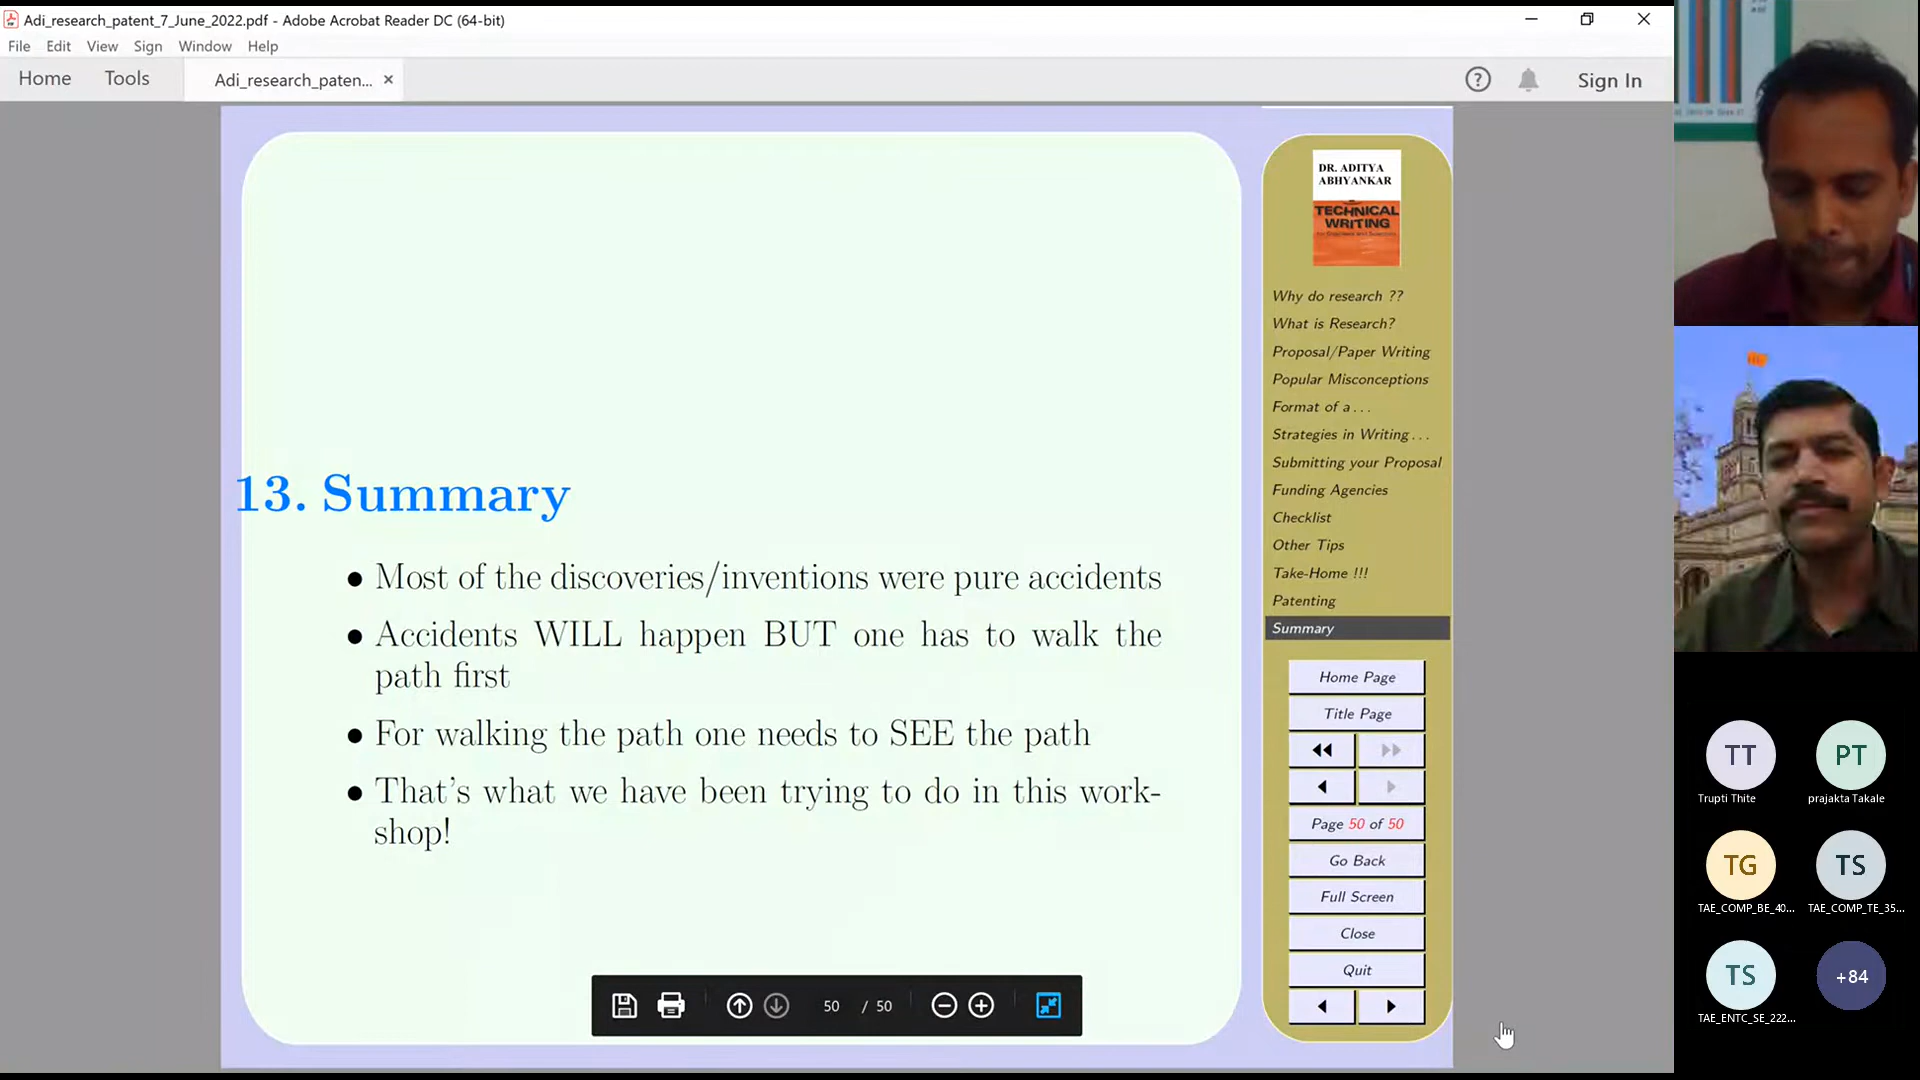 Adi_research_patent_7_June_2022.pdf - Adobe Acrobat Reader DC (64-bit)
File Edit View Sign Window Help
Home Tools Adi_research_paten... × Sign In
13. Summary
• Most of the discoveries/inventions were pure accidents
• Accidents WILL happen BUT one has to walk the
path first
• For walking the path one needs to SEE the path
• That's what we have been trying to do in this work-
shop!
50 / 50
DR. ADITYA
ABHYANKAR
TECHNICAL
WRITING
Why do research ??
What is Research?
Proposal/Paper Writing
Popular Misconceptions
Format of a . . .
Strategies in Writing . . .
Submitting your Proposal
Funding Agencies
Checklist
Other Tips
Take-Home !!!
Patenting
Summary
Home Page
Title Page
Page 50 of 50
Go Back
Full Screen
Close
Quit
TT PT
Trupti Thite prajakta Takale
TG TS
TAE_COMP_BE_40... TAE_COMP_TE_35...
TS +84
TAE_ENTC_SE_222...